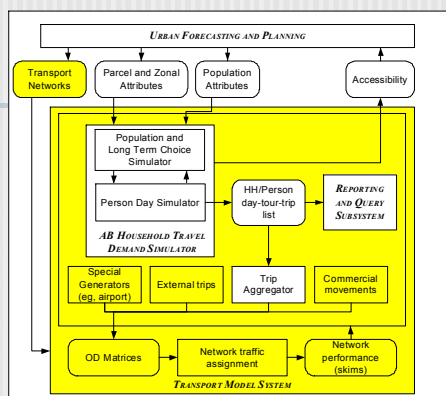 URBAN FORECASTING AND PLANNING
Transport
Networks
Parcel and Zonal
Attributes
Population
Attributes
Accessibility
Population and
Long Term Choice
Simulator
Person Day Simulator
HH/Person
day-tour-trip
list
REPORTING
AND QUERY
SUBSYSTEM
AB HOUSEHOLD TRAVEL
DEMAND SIMULATOR
Special
Generators
(eg, airport)
External trips
Trip
Aggregator
Commercial
movements
OD Matrices
Network traffic
assignment
Network
performance
(skims)
TRANSPORT MODEL SYSTEM